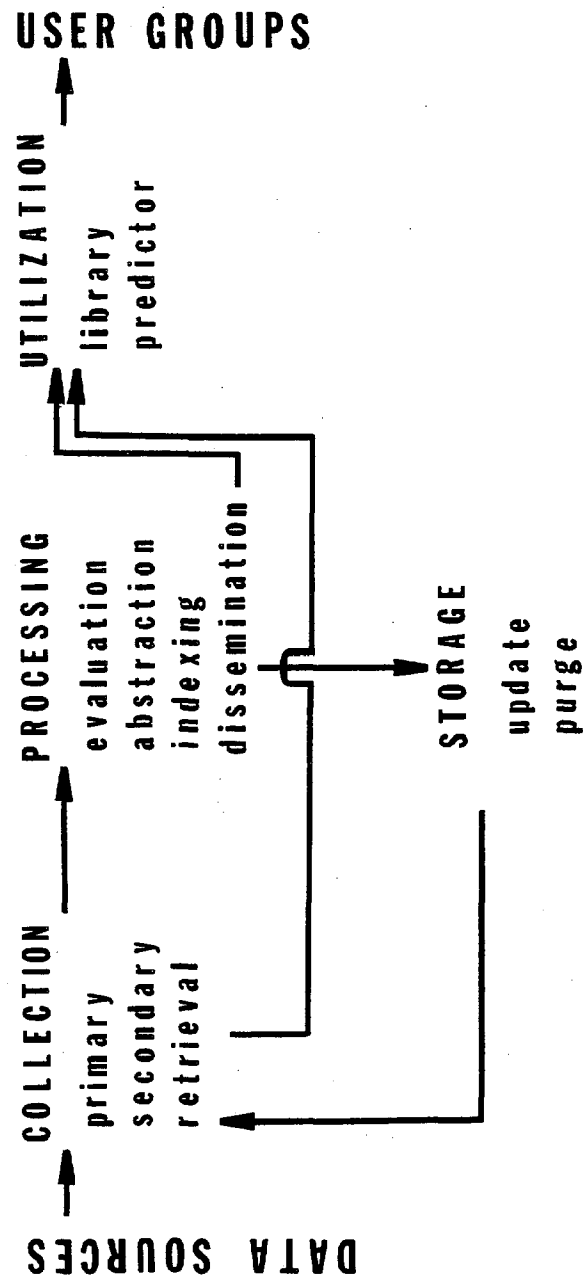 DATA SOURCES
COLLECTION
primary
secondary
retrieval
PROCESSING
evaluation
abstraction
indexing
dissemination
STORAGE
update
purge
UTILIZATION
library
predictor
USER GROUPS